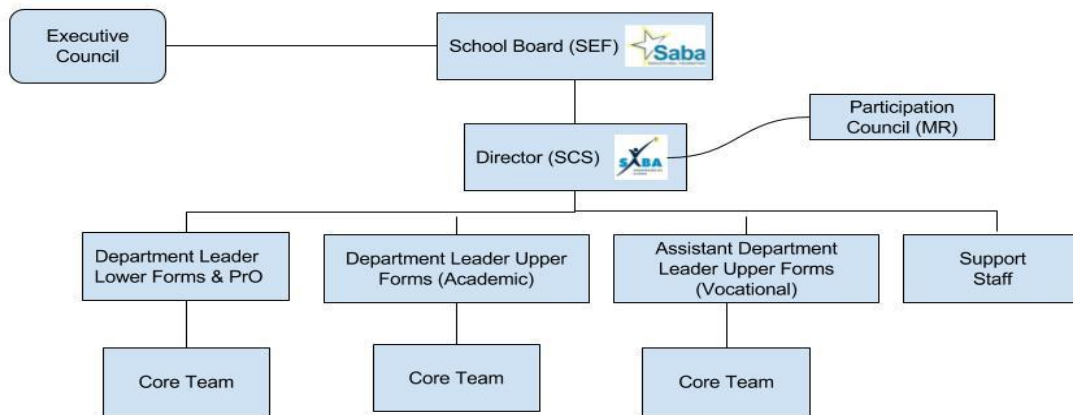 Executive
Council
School Board (SEF)
Saba
Participation
Council (MR)
Director (SCS)
SABA
Department Leader
Lower Forms & PrO
Department Leader Upper
Forms (Academic)
Assistant Department
Leader Upper Forms
(Vocational)
Support
Staff
Core Team
Core Team
Core Team